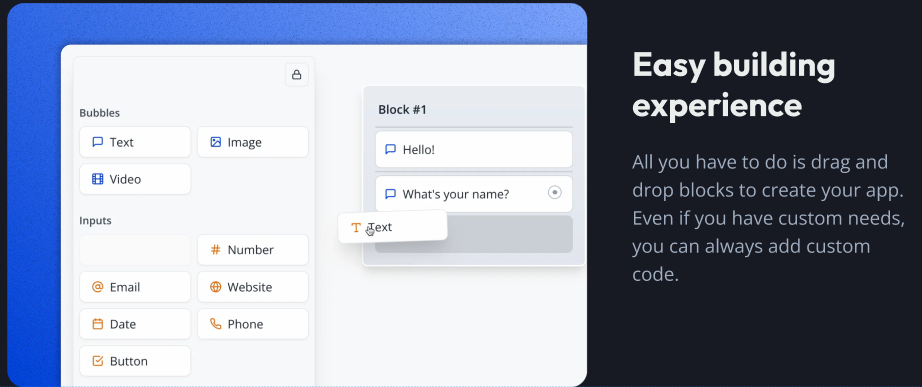 Bubbles
Text
Image
Video
Inputs
Number
Email
Website
Date
Phone
Button
Block #1
Hello!
What's your name?
Text
Easy building
experience
All you have to do is drag and
drop blocks to create your app.
Even if you have custom needs,
you can always add custom
code.